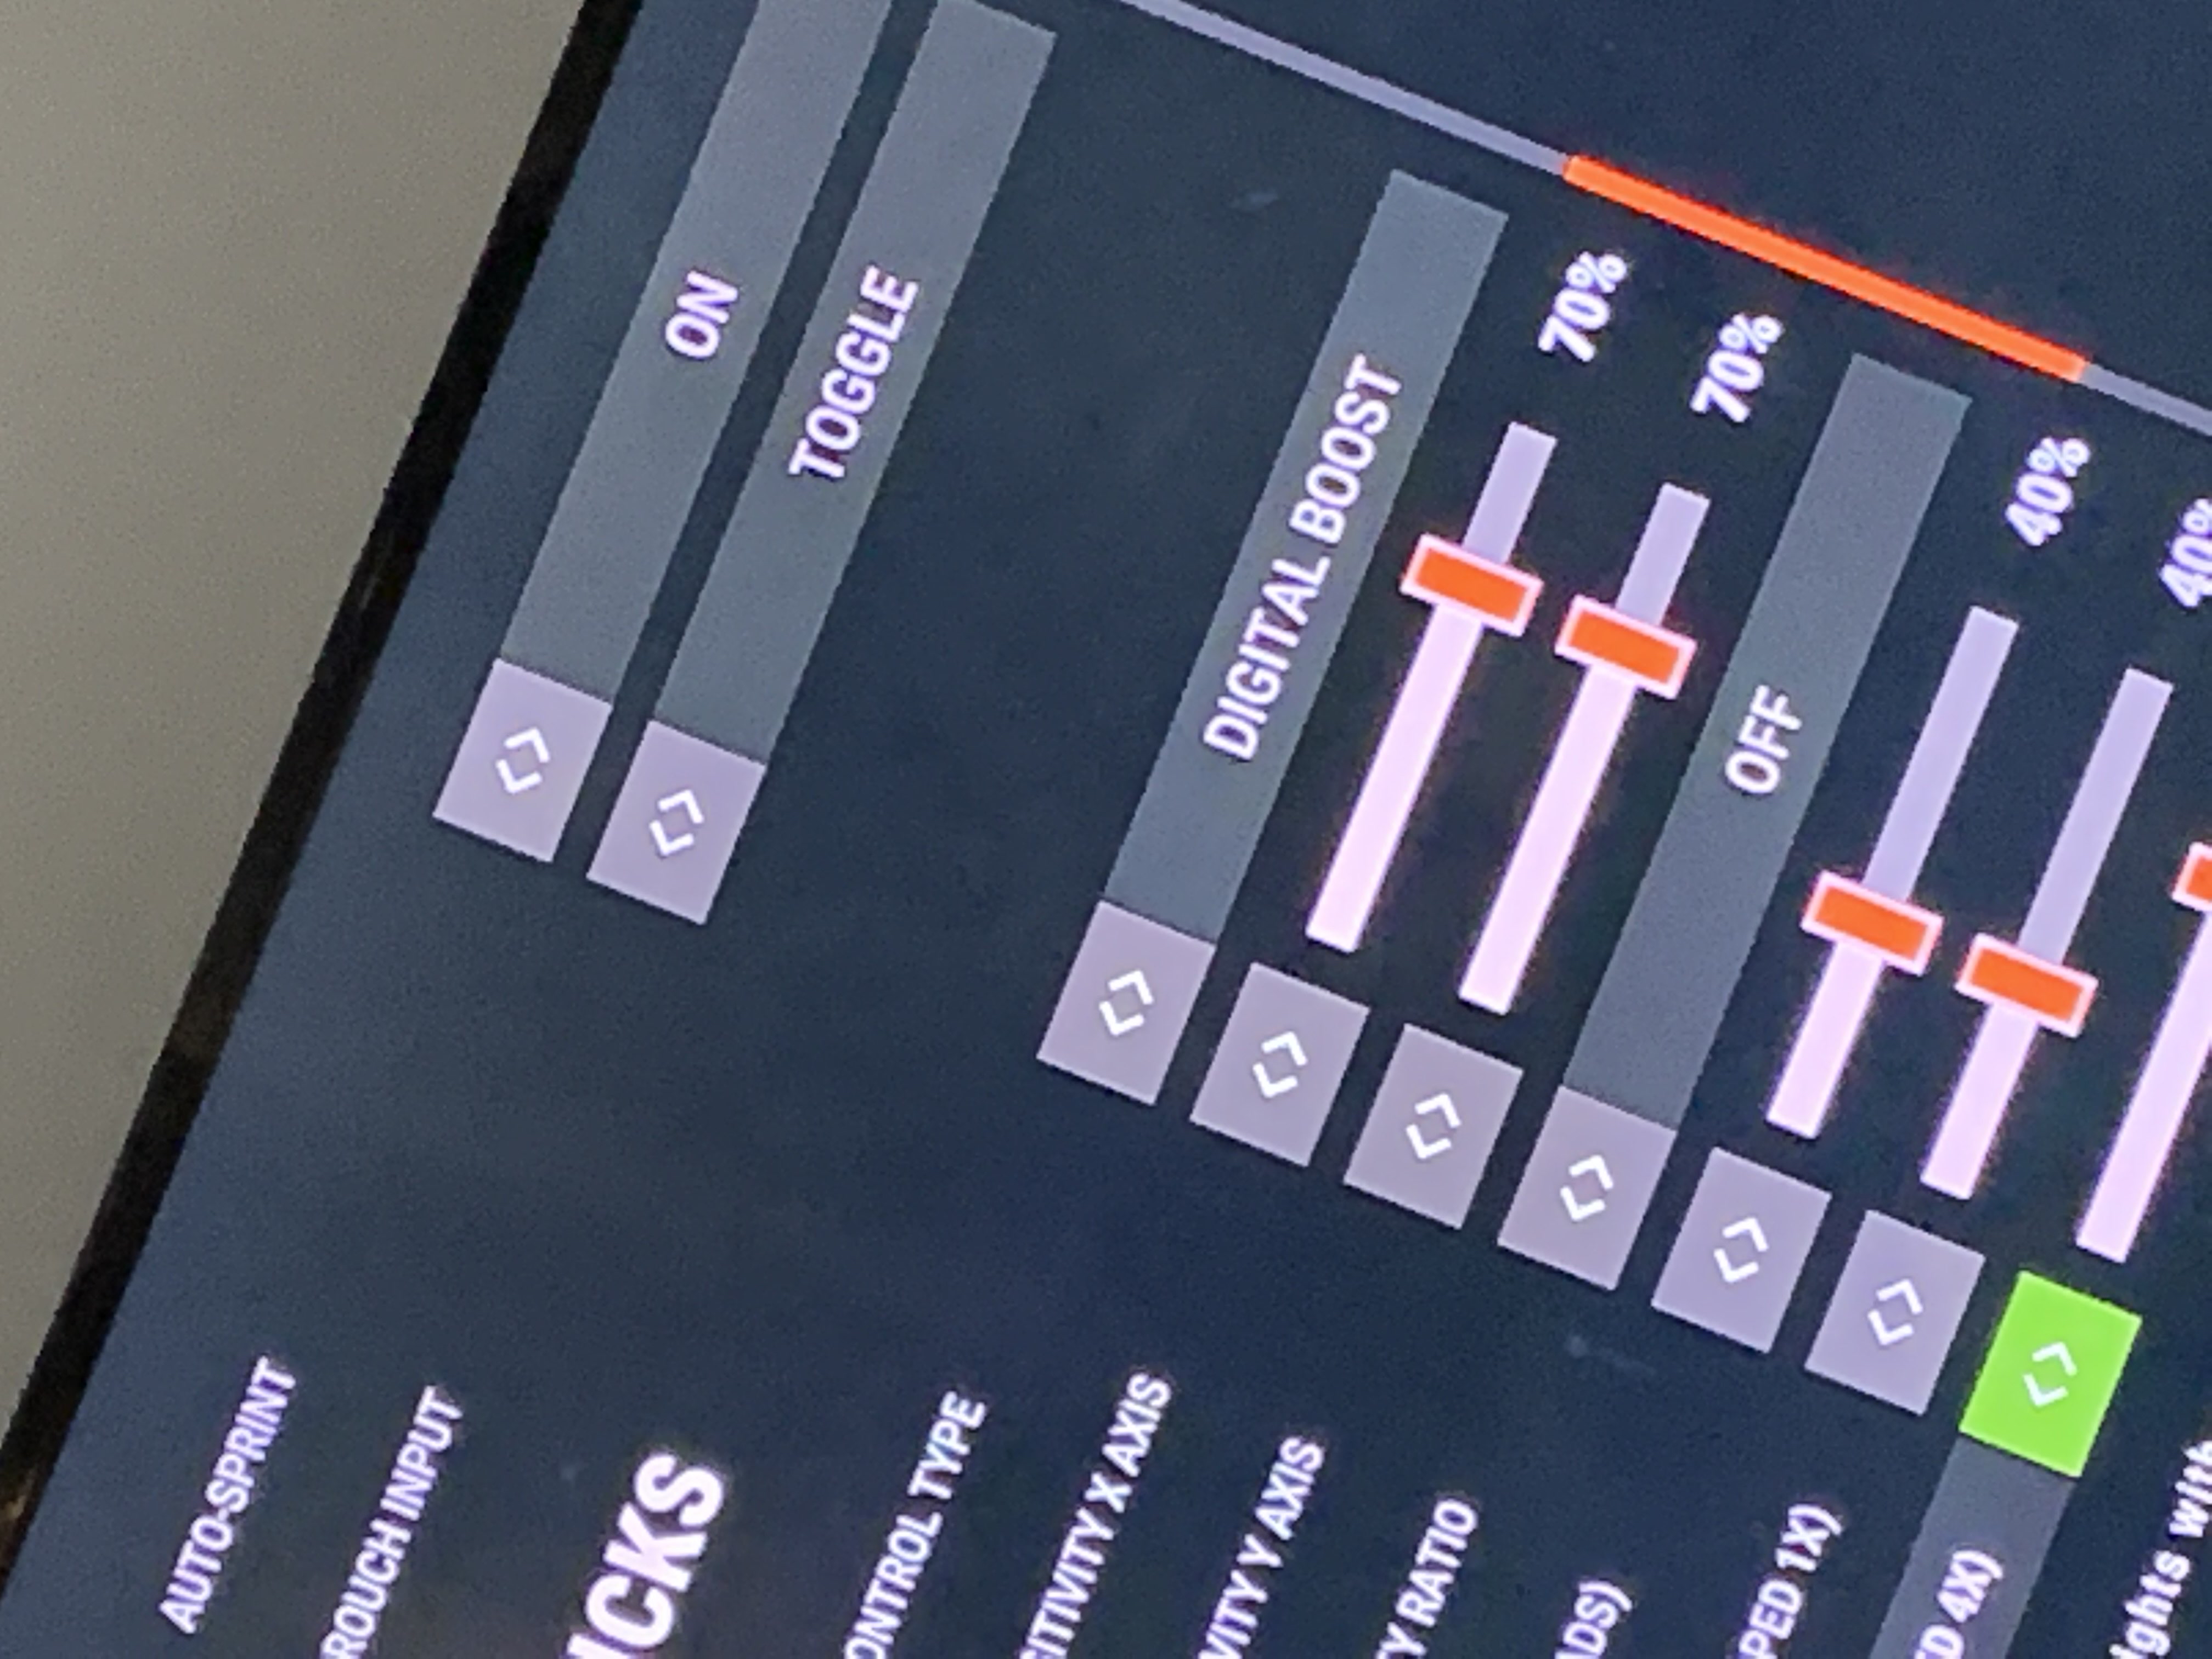 AUTO-SPRINT
ROUCH INPUT
ON
TOGGLE
ICKS
ONTROL TYPE
DIGITAL BOOST
ITIVITY X AXIS
70%
VITY Y AXIS
70%
Y RATIO
OFF
ADS)
40%
PED 1X)
40%
ED 4X)
ights with